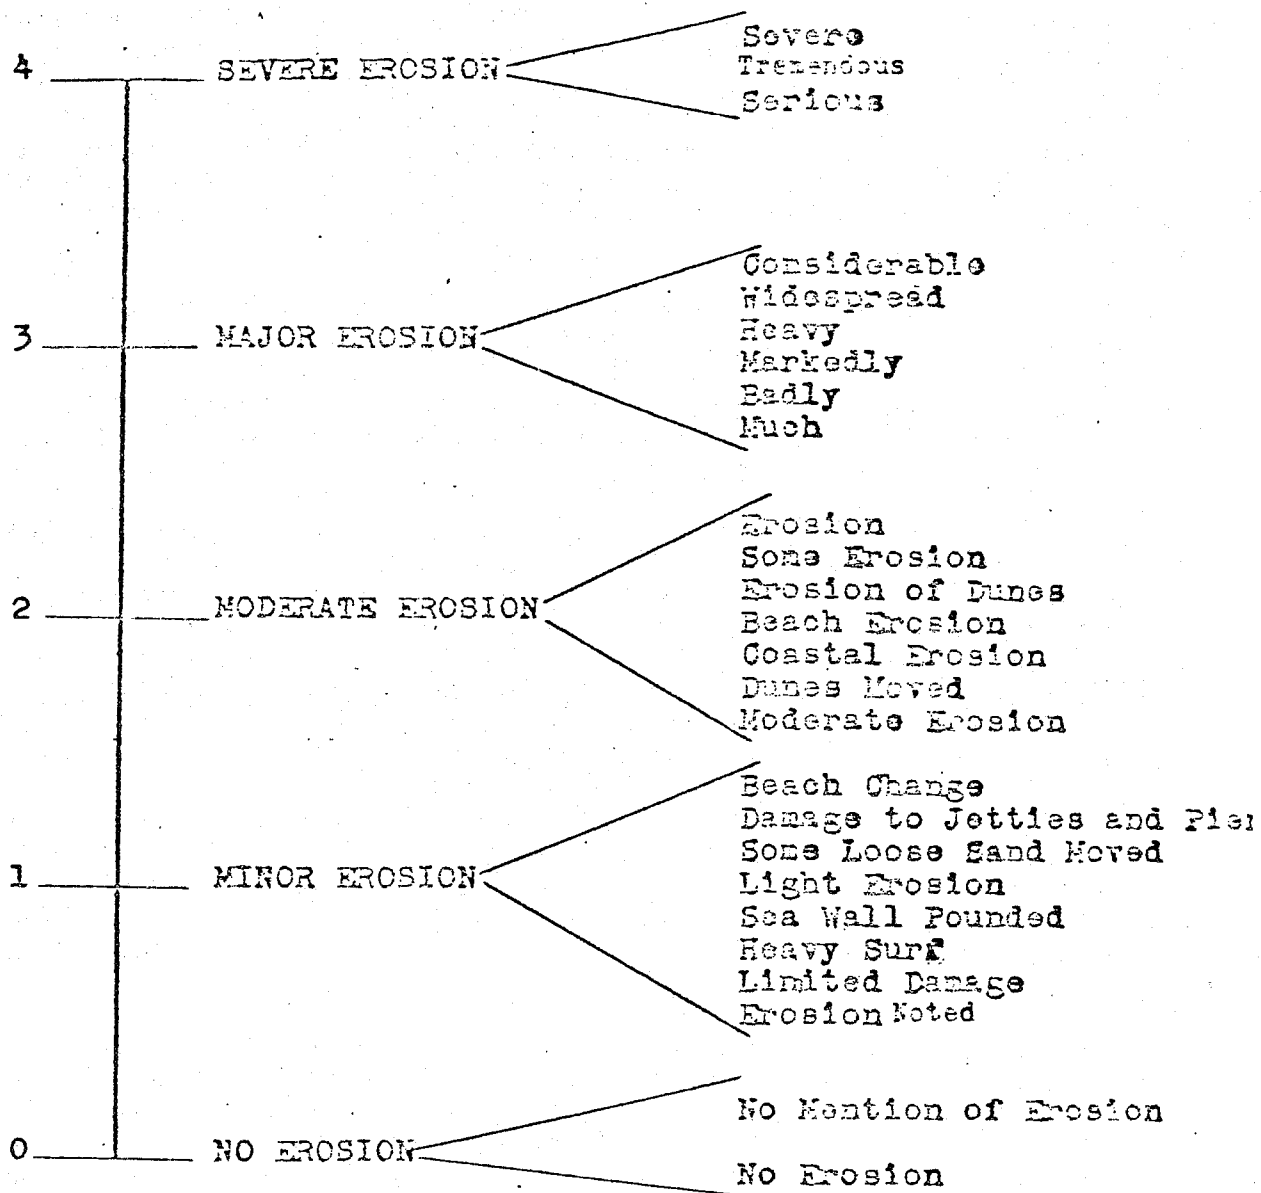 4 SEVERE EROSION
Severe
Tremendous
Serious
3 MAJOR EROSION
Considerable
Widespread
Heavy
Markedly
Badly
Much
2 MODERATE EROSION
Erosion
Some Erosion
Erosion of Dunes
Beach Erosion
Coastal Erosion
Dunes Moved
Moderate Erosion
1 MINOR EROSION
Beach Change
Damage to Jetties and Pier
Some Loose Sand Moved
Light Erosion
Sea Wall Pounded
Heavy Surf
Limited Damage
Erosion Noted
0 NO EROSION
No Mention of Erosion
No Erosion